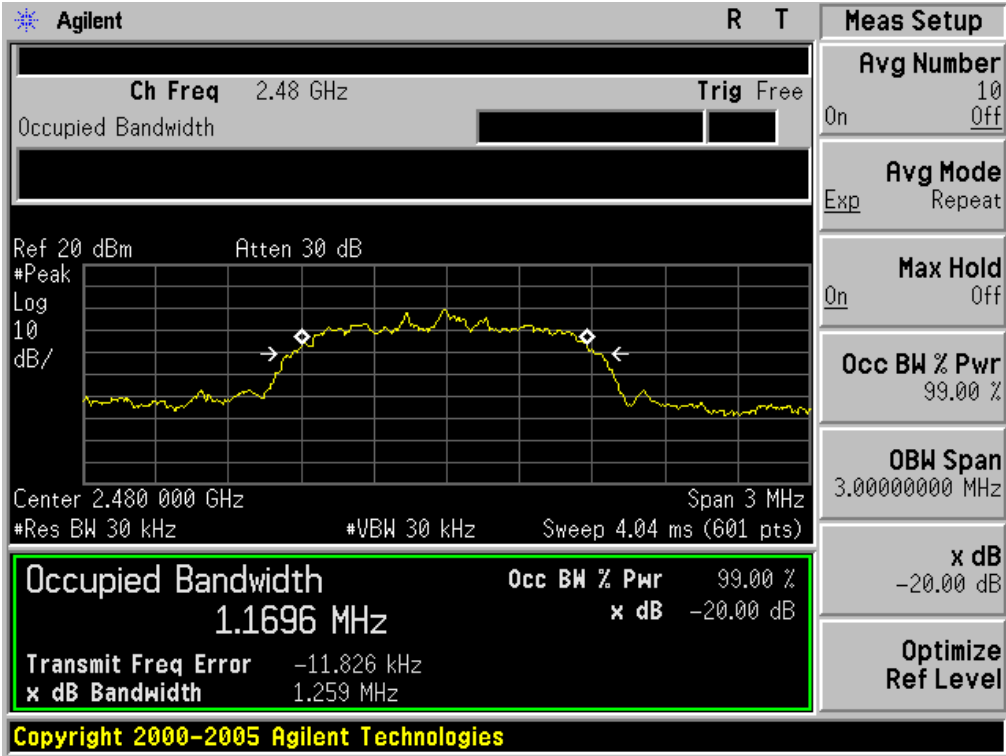 Agilent R T
Meas Setup
Ch Freq 2.48 GHz Trig Free
Occupied Bandwidth
Ref 20 dBm Atten 30 dB
#Peak
Log
10
dB/
Center 2.480 000 GHz Span 3 MHz
#Res BW 30 kHz #VBW 30 kHz Sweep 4.04 ms (601 pts)
Occupied Bandwidth Occ BW % Pwr 99.00 %
1.1696 MHz x dB -20.00 dB
Transmit Freq Error -11.826 kHz
x dB Bandwidth 1.259 MHz
Avg Number
10
On Off
Avg Mode
Exp Repeat
Max Hold
On Off
Occ BW % Pwr
99.00 %
OBW Span
3.00000000 MHz
x dB
-20.00 dB
Optimize
Ref Level
Copyright 2000-2005 Agilent Technologies